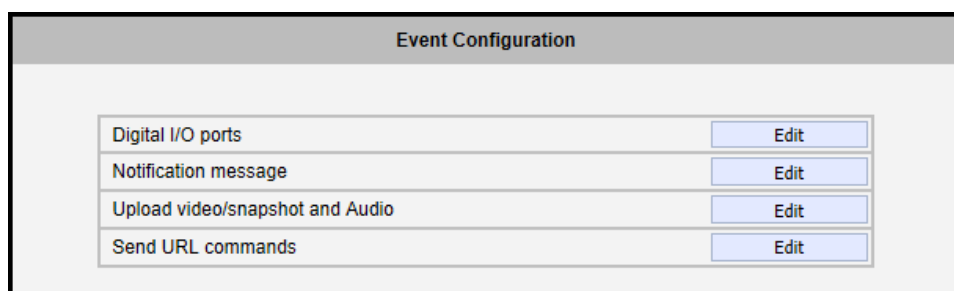 Event Configuration
Digital I/O ports Edit
Notification message Edit
Upload video/snapshot and Audio Edit
Send URL commands Edit